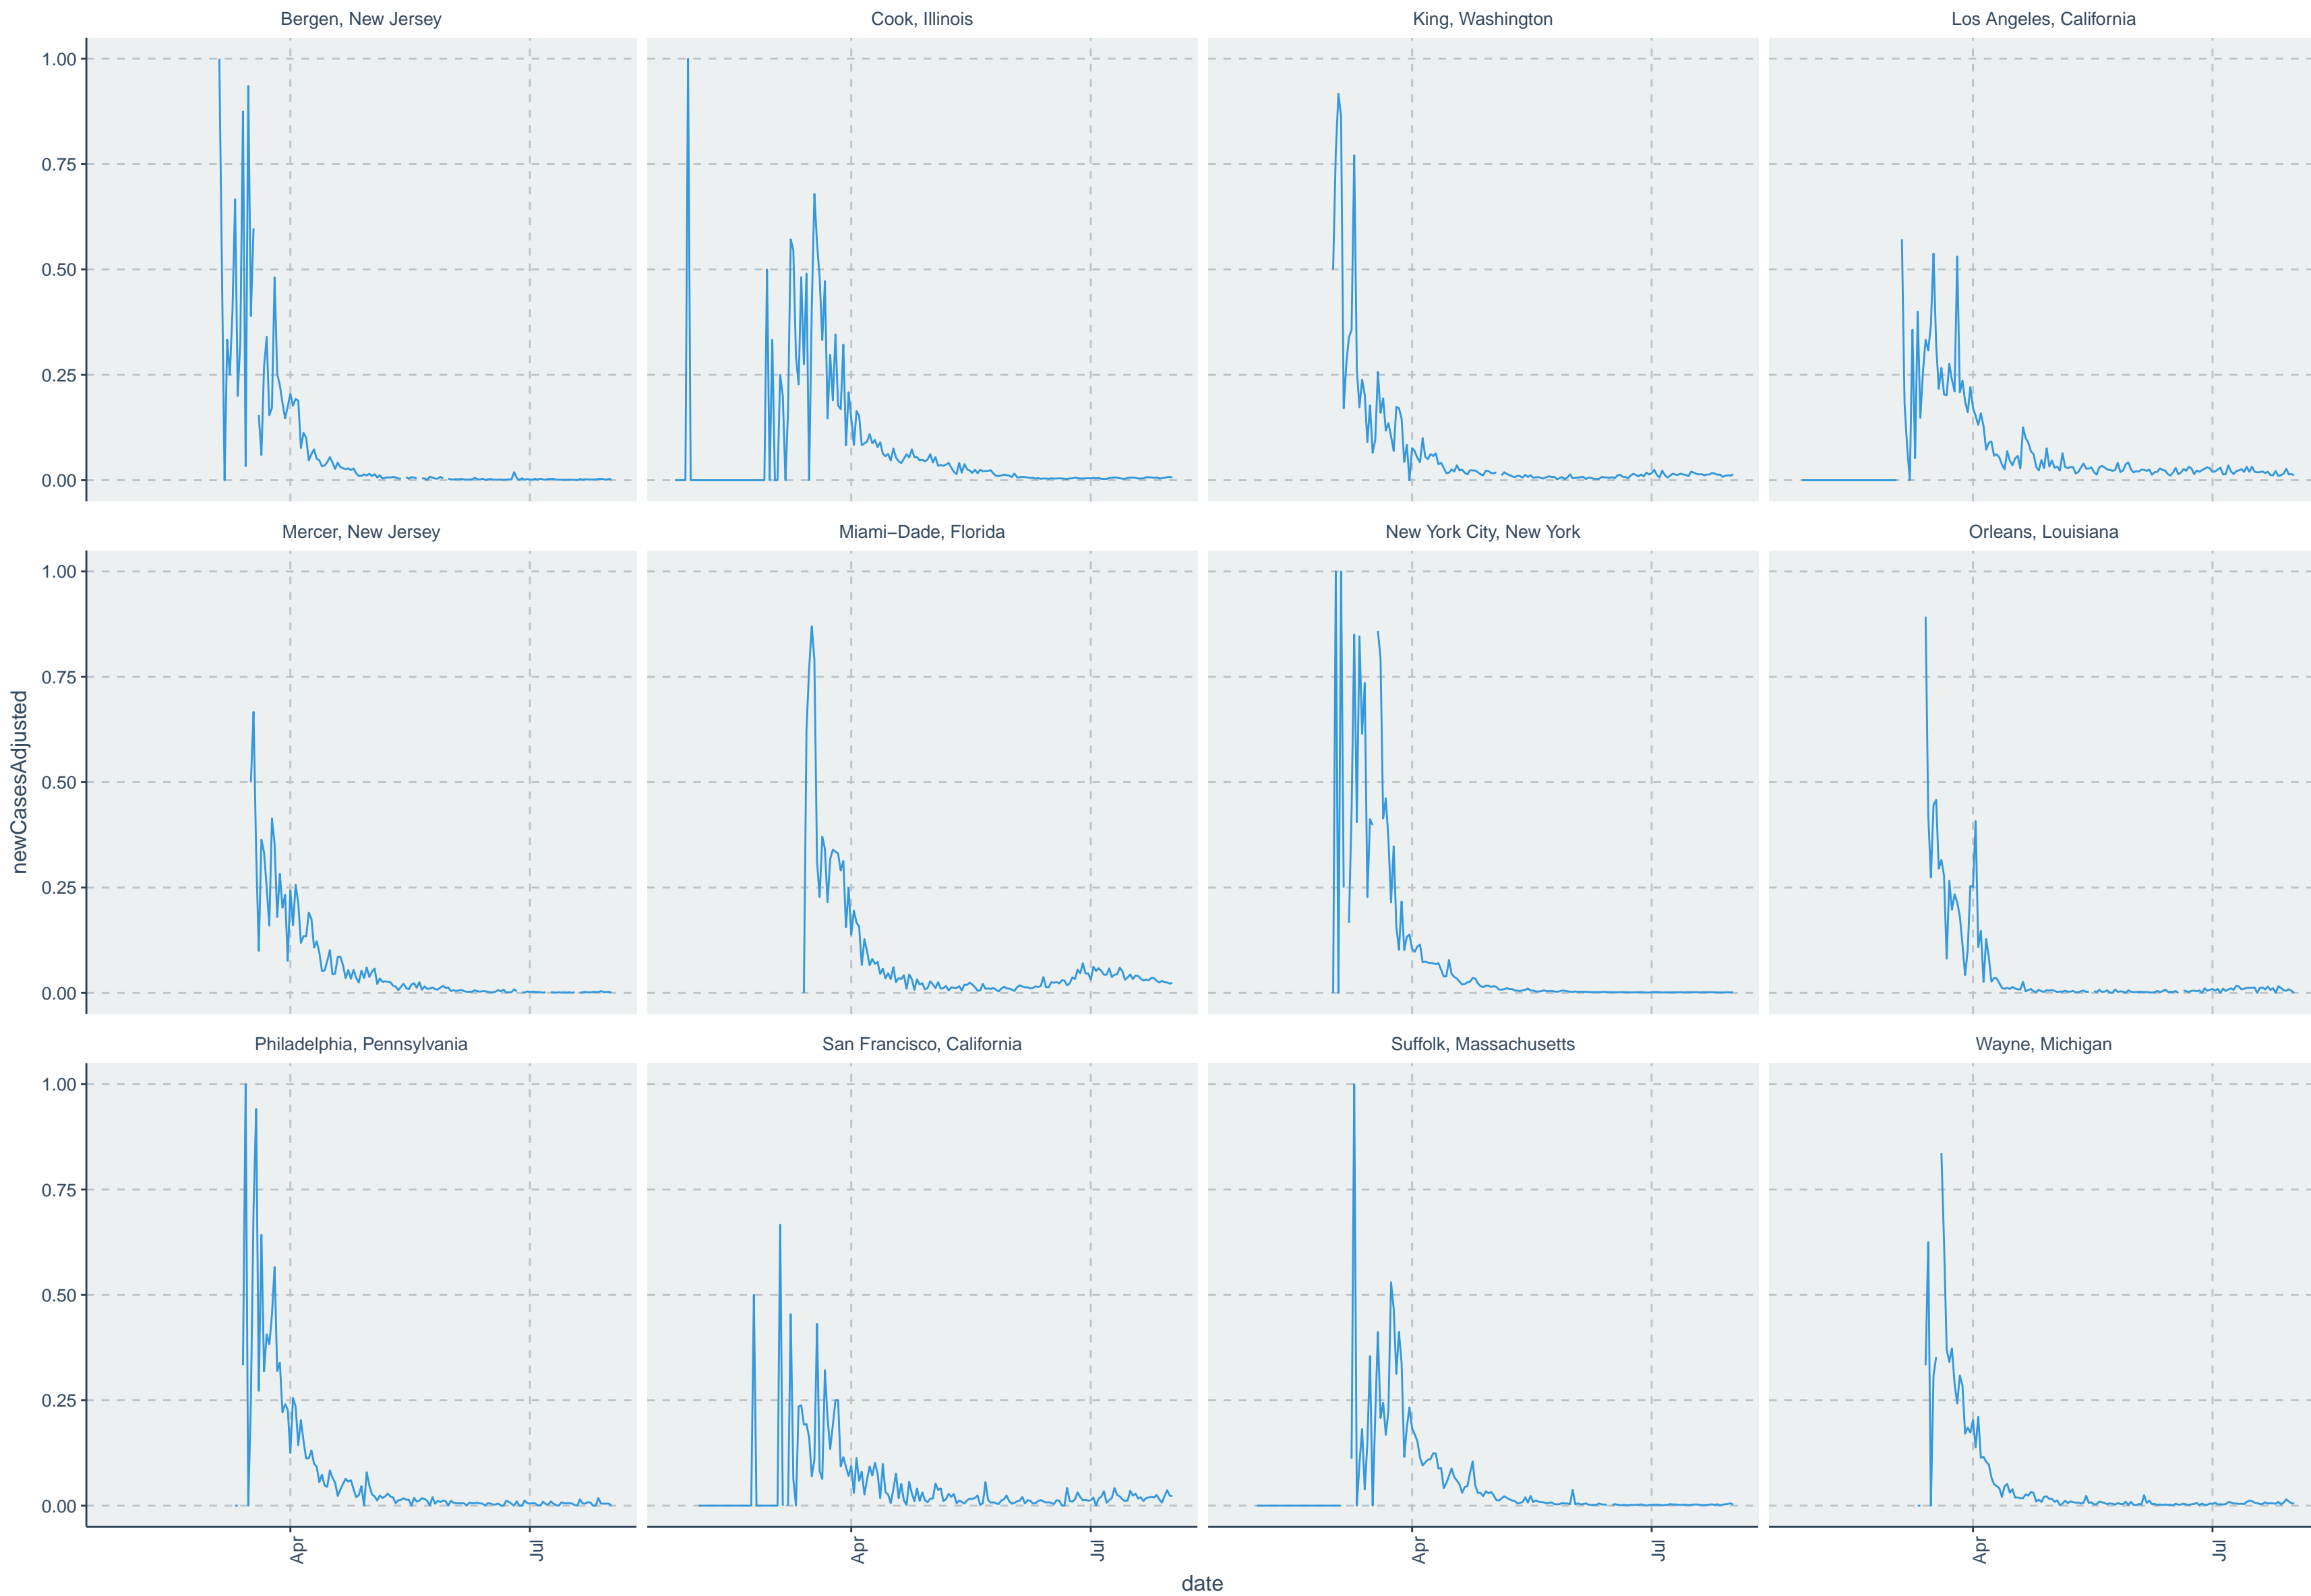 Bergen, New Jersey
Cook, Illinois
King, Washington
Los Angeles, California
1.00
0.75
0.50
0.25
0.00
Mercer, New Jersey
Miami−Dade, Florida
New York City, New York
Orleans, Louisiana
1.00
0.75
0.50
0.25
0.00
newCasesAdjusted
Philadelphia, Pennsylvania
San Francisco, California
Suffolk, Massachusetts
Wayne, Michigan
1.00
0.75
0.50
0.25
0.00
Apr
Jul
Apr
Jul
Apr
Jul
Apr
Jul
date